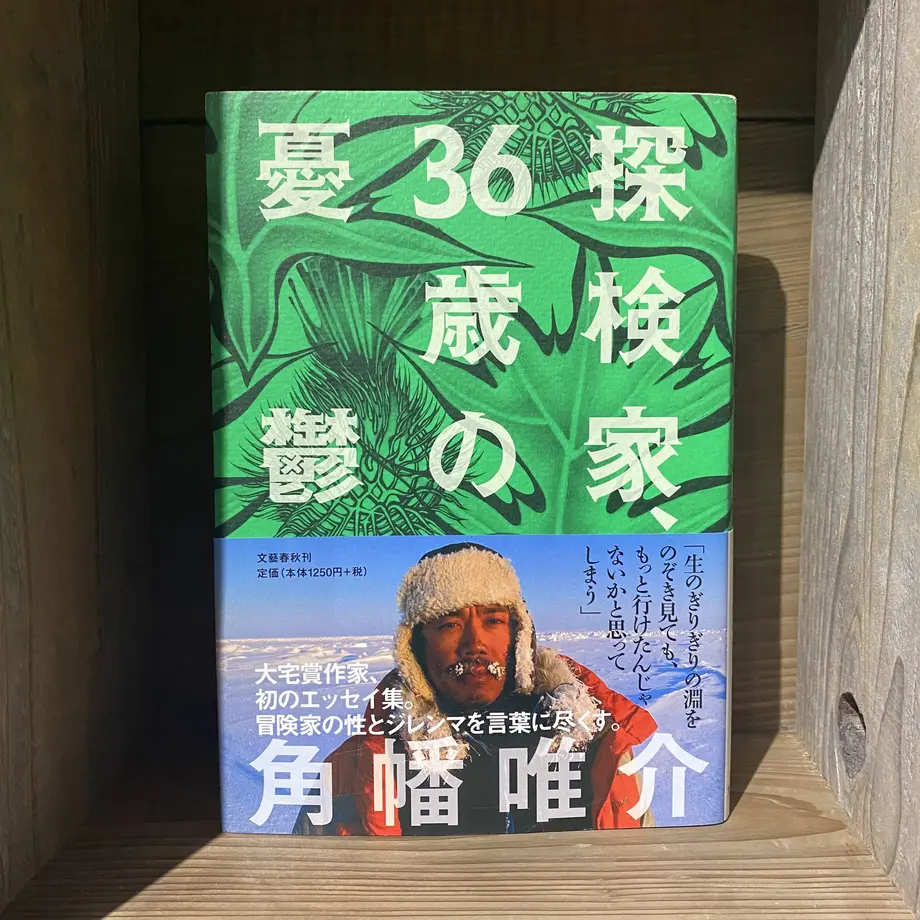 探検家、
36歳の
憂鬱
文藝春秋刊
定価(本体1250円+税)
「生のぎりぎりの淵を
のぞき見ても、
もっと行けたんじゃ
ないかと思って
しまう」
大宅賞作家、
初のエッセイ集。
冒険家の性とジレンマを言葉に尽くす。
角幡唯介